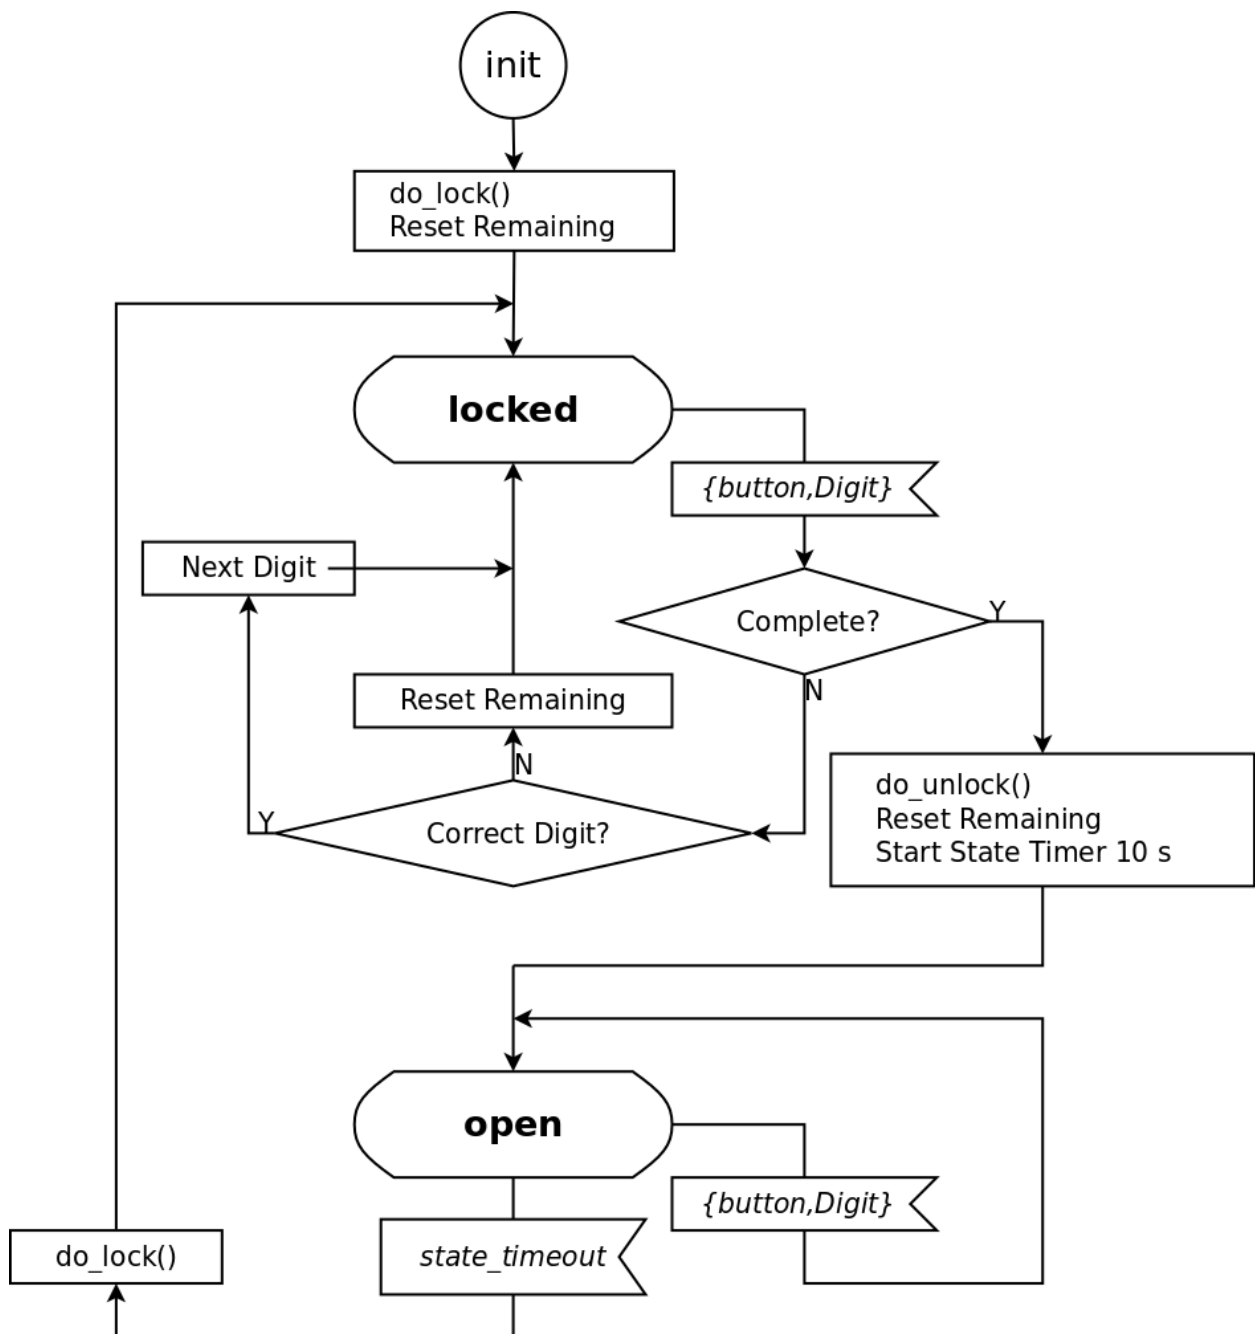 init
do_lock()
Reset Remaining
locked
{button,Digit}
Next Digit
Complete?
Y
N
Reset Remaining
N
do_unlock()
Reset Remaining
Start State Timer 10 s
Y
Correct Digit?
open
{button,Digit}
do_lock()
state_timeout